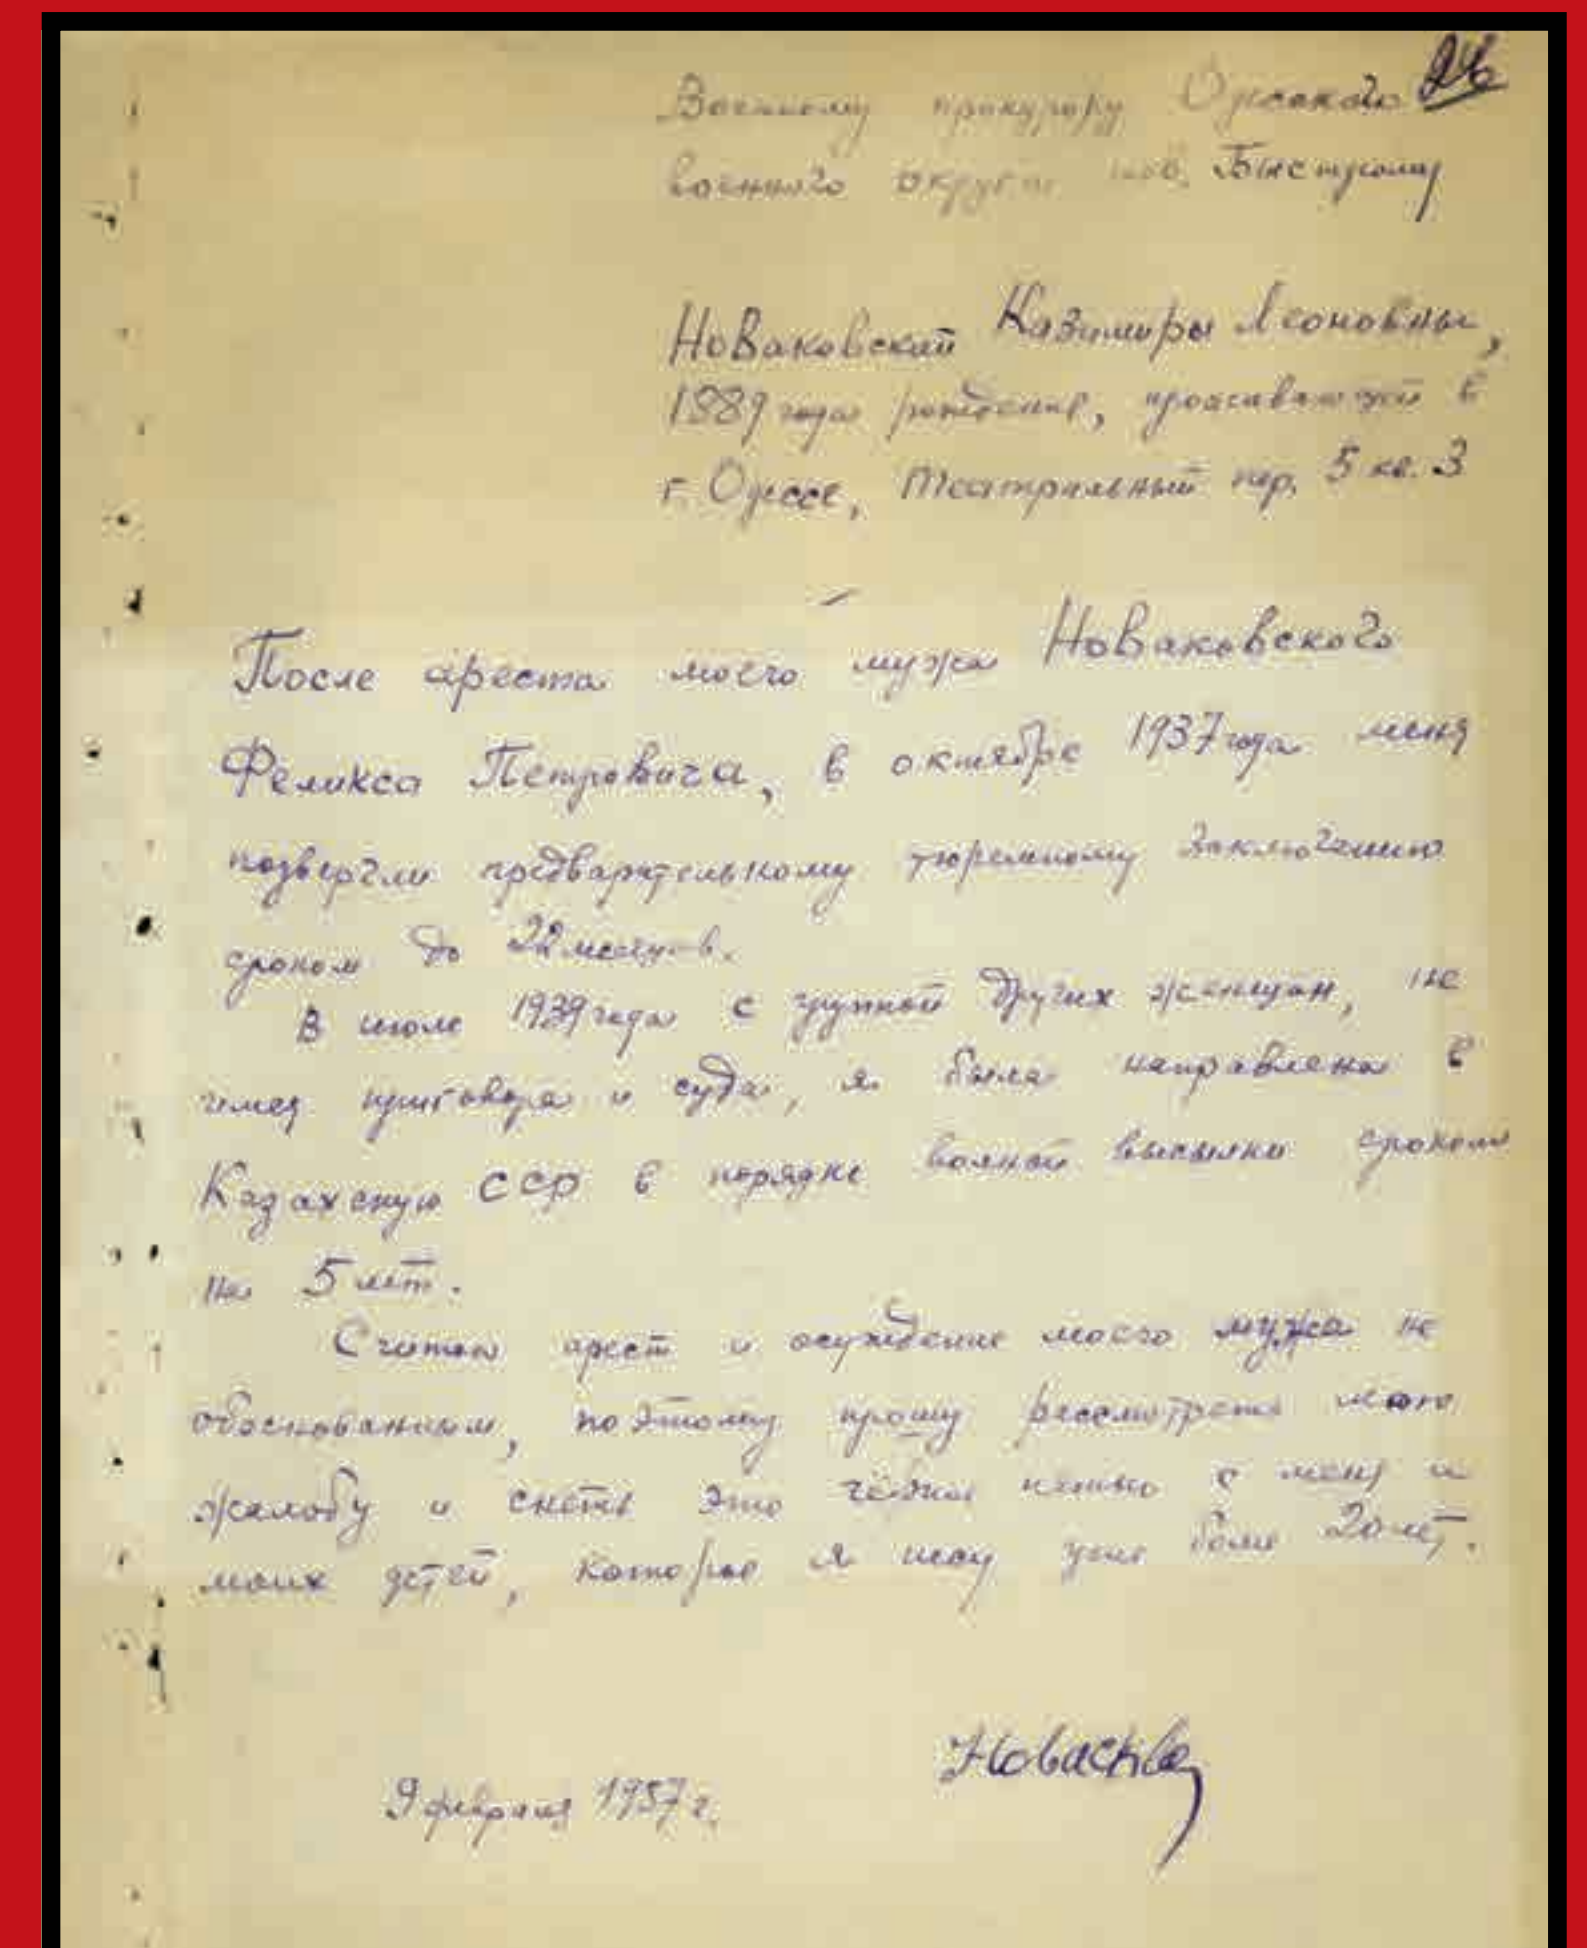 26
Военному прокурору Одесского
военного округа тов.
Новаковской Казимиры Леоновны,
1889 года рождения, проживающей в
г. Одессе, Театральный пер. 5 кв. 3
После ареста моего мужа Новаковского
Феликса Петровича, в октябре 1937 года меня
подвергли предварительному тюремному заключению
сроком до 22 месяцев.
В июле 1939 года с группой других женщин, не
имея приговора и суда, я была направлена в
Казахскую ССР в порядке вольной высылки сроком
на 5 лет.
Считаю арест и осуждение моего мужа не
обоснованным, поэтому прошу рассмотреть мою
жалобу и снять это пятно с меня и
моих детей, которое я ношу уже более 20 лет.
9 февраля 1957 г.